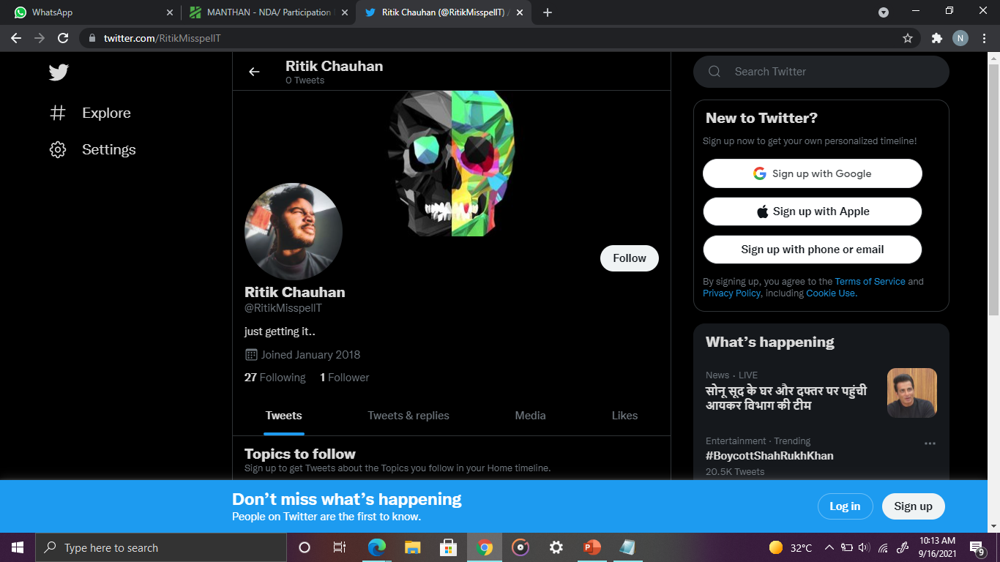 WhatsApp
MANTHAN - NDA/ Participation
Ritik Chauhan (@RitikMisspellT) /
twitter.com/RitikMisspellT
N
Ritik Chauhan
0 Tweets
Search Twitter
Explore
Settings
New to Twitter?
Sign up now to get your own personalized timeline!
Sign up with Google
Sign up with Apple
Sign up with phone or email
By signing up, you agree to the Terms of Service and
Privacy Policy, including Cookie Use.
Follow
Ritik Chauhan
@RitikMisspellT
just getting it..
Joined January 2018
27 Following 1 Follower
Tweets Tweets & replies Media Likes
Topics to follow
Sign up to get Tweets about the Topics you follow in your Home timeline.
What's happening
News · LIVE
सोनू सूद के घर और दफ्तर पर पहुंची
आयकर विभाग की टीम
Entertainment · Trending
#BoycottShahRukhKhan
20.5K Tweets
Don't miss what's happening
People on Twitter are the first to know.
Log in Sign up
Type here to search
32°C
10:13 AM
9/16/2021
9